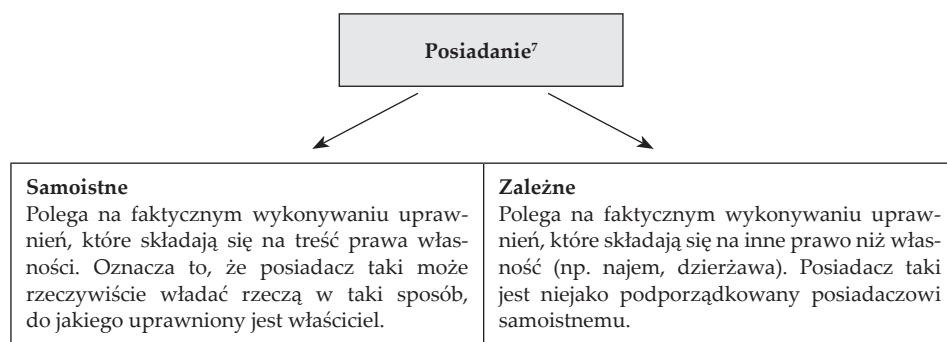 Posiadanie⁷
Samoistne
Polega na faktycznym wykonywaniu upraw-
nień, które składają się na treść prawa włas-
ności. Oznacza to, że posiadacz taki może
rzeczywiście władać rzeczą w taki sposób,
do jakiego uprawniony jest właściciel.
Zależne
Polega na faktycznym wykonywaniu upraw-
nień, które składają się na inne prawo niż włas-
ność (np. najem, dzierżawa). Posiadacz taki
jest niejako podporządkowany posiadaczowi
samoistnemu.